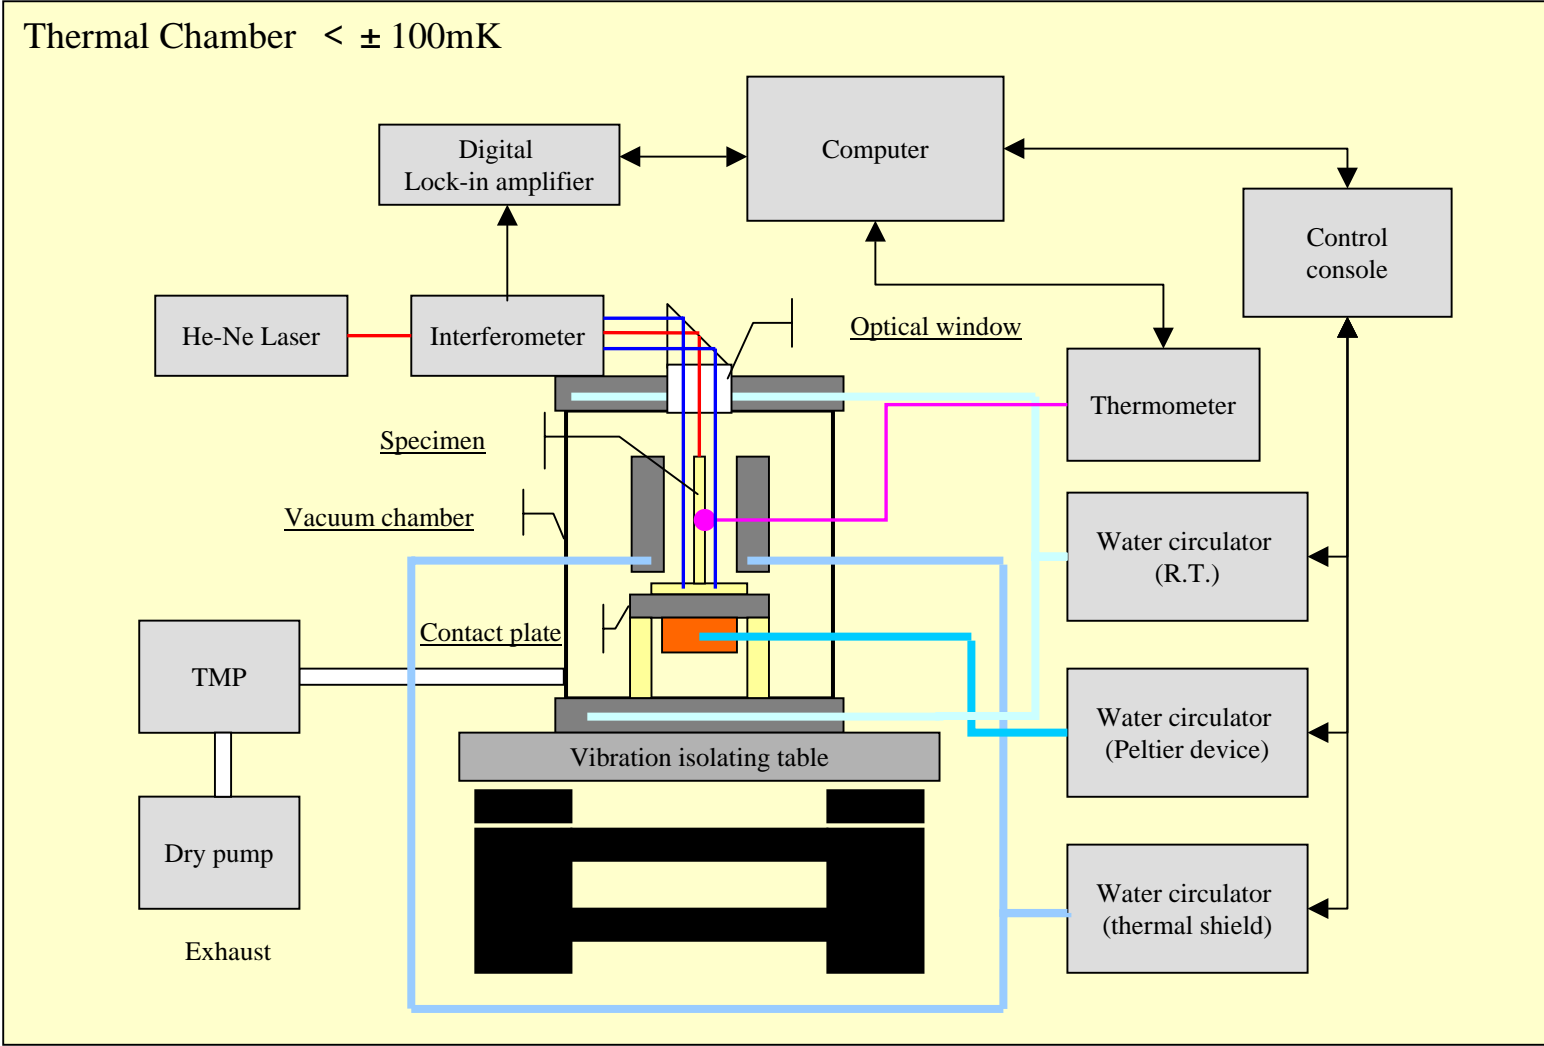 Thermal Chamber < ± 100mK
Digital
Lock-in amplifier
Computer
Control
console
He-Ne Laser
Interferometer
Optical window
Thermometer
Specimen
Vacuum chamber
Water circulator
(R.T.)
Contact plate
TMP
Water circulator
(Peltier device)
Vibration isolating table
Dry pump
Water circulator
(thermal shield)
Exhaust